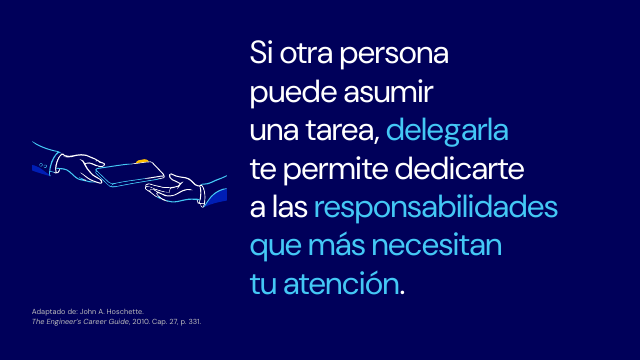 Si otra persona
puede asumir
una tarea, delegarla
te permite dedicarte
a las responsabilidades
que más necesitan
tu atención.
Adaptado de: John A. Hoschette.
The Engineer's Career Guide, 2010. Cap. 27, p. 331.